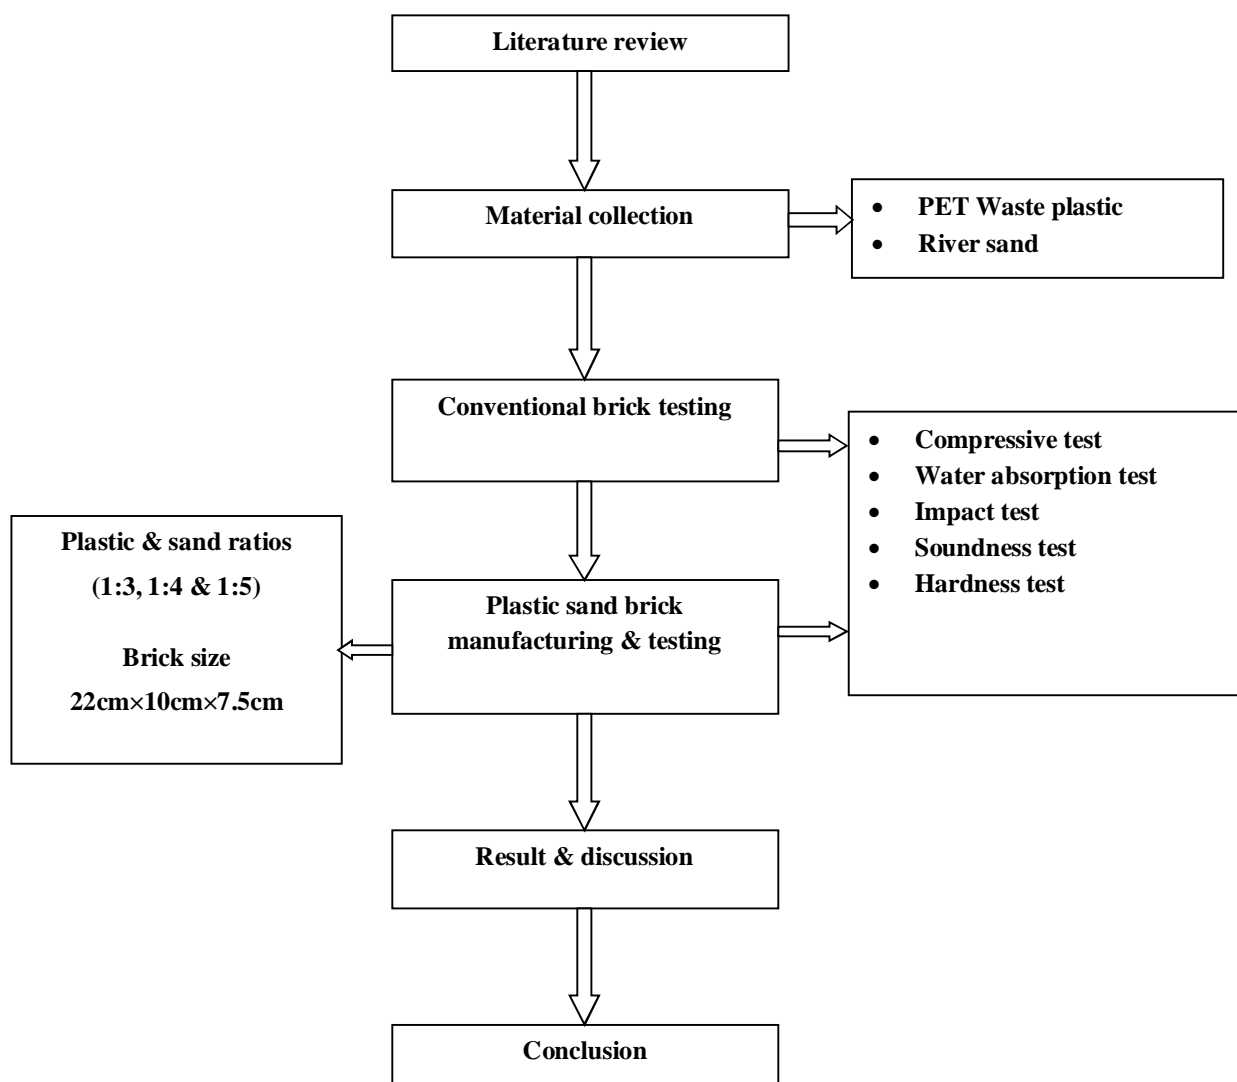 Literature review
Material collection
• PET Waste plastic
• River sand
Conventional brick testing
• Compressive test
• Water absorption test
• Impact test
• Soundness test
• Hardness test
Plastic & sand ratios
(1:3, 1:4 & 1:5)
Brick size
22cm×10cm×7.5cm
Plastic sand brick
manufacturing & testing
Result & discussion
Conclusion